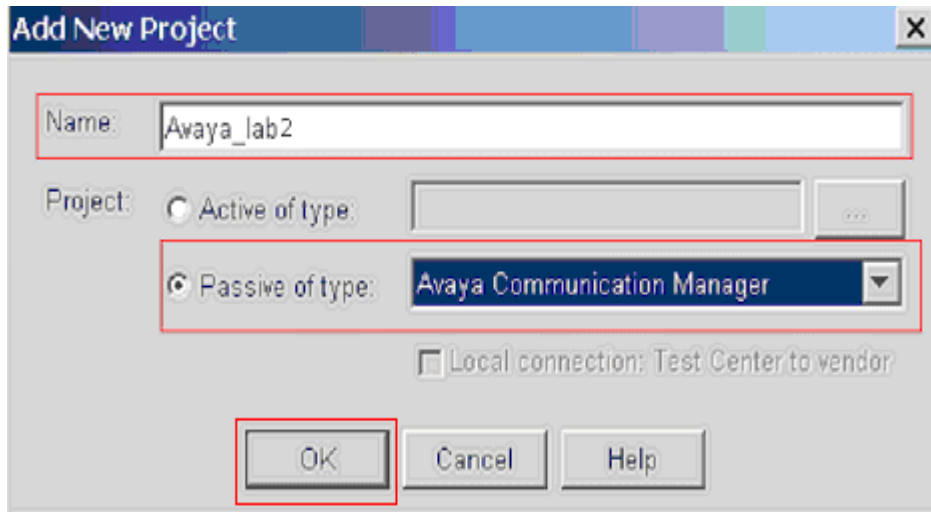 Add New Project
Name: Avaya_lab2
Project: Active of type: ...
Passive of type: Avaya Communication Manager
Local connection: Test Center to vendor
OK Cancel Help